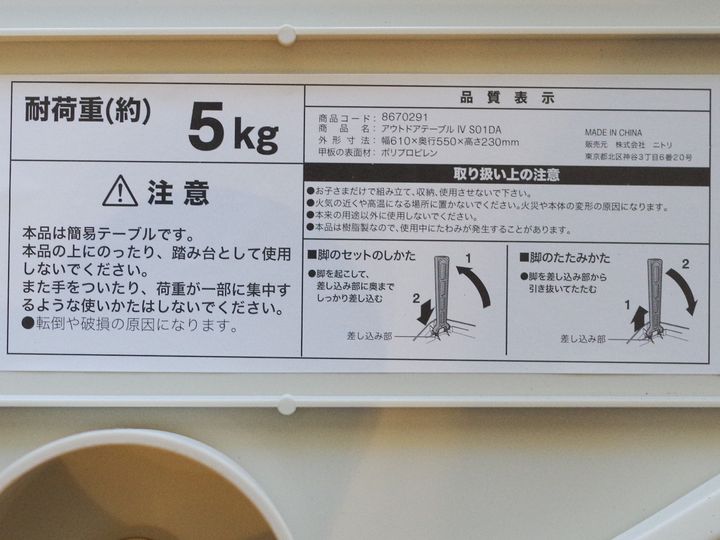 耐荷重(約) 5kg
⚠注意
本品は簡易テーブルです。
本品の上にのったり、踏み台として使用
しないでください。
また手をついたり、荷重が一部に集中す
るような使いかたはしないでください。
●転倒や破損の原因になります。
品質表示
商品コード: 8670291
商品名: アウトドアテーブル IV S01DA
外形寸法: 幅610×奥行550×高さ230mm
甲板の表面材: ポリプロピレン
MADE IN CHINA
販売元 株式会社 ニトリ
東京都北区神谷3丁目6番20号
取り扱い上の注意
●お子さまだけで組み立て、収納、使用させないで下さい。
●火気の近くや高温になる場所に置かないでください。火災や本体の変形の原因になります。
●本来の用途以外に使用しないでください。
●本品は樹脂製なので、使用中にたわみが発生することがあります。
■脚のセットのしかた
●脚を起こして、
差し込み部に奥まで
しっかり差し込む
1
2
差し込み部
■脚のたたみかた
●脚を差し込み部から
引き抜いてたたむ
2
1
差し込み部